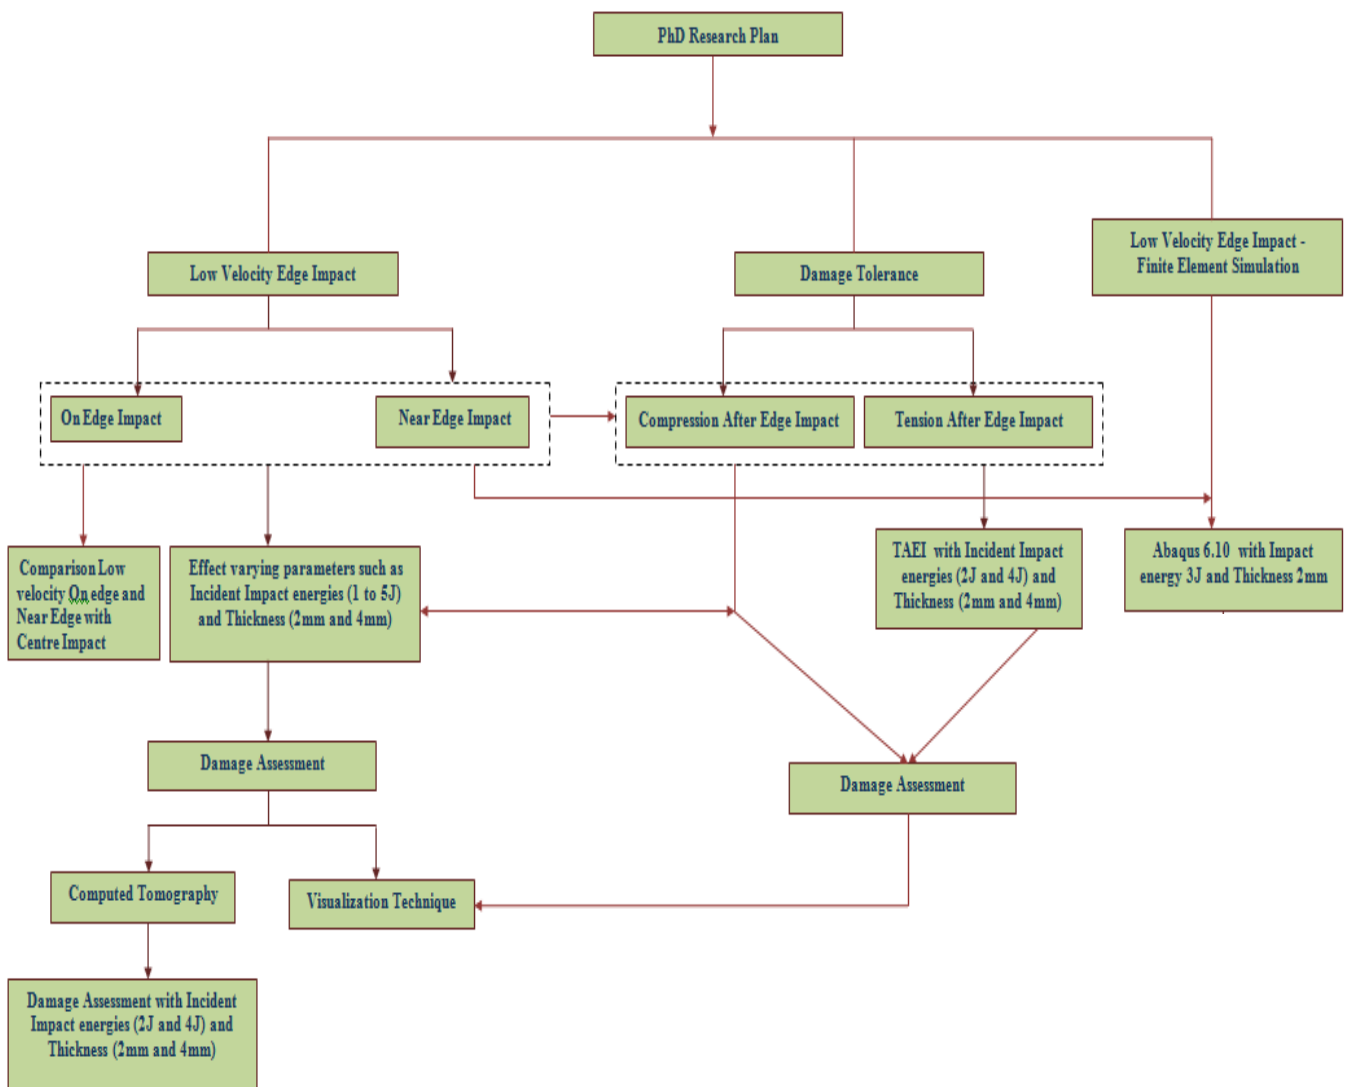 PhD Research Plan
Low Velocity Edge Impact -
Finite Element Simulation
Low Velocity Edge Impact
Damage Tolerance
On Edge Impact
Near Edge Impact
Compression After Edge Impact
Tension After Edge Impact
Comparison Low
velocity On edge and
Near Edge with
Centre Impact
Effect varying parameters such as
Incident Impact energies (1 to 5J)
and Thickness (2mm and 4mm)
TAEI with Incident Impact
energies (2J and 4J) and
Thickness (2mm and 4mm)
Abaqus 6.10 with Impact
energy 3J and Thickness 2mm
Damage Assessment
Damage Assessment
Computed Tomography
Visualization Technique
Damage Assessment with Incident
Impact energies (2J and 4J) and
Thickness (2mm and 4mm)